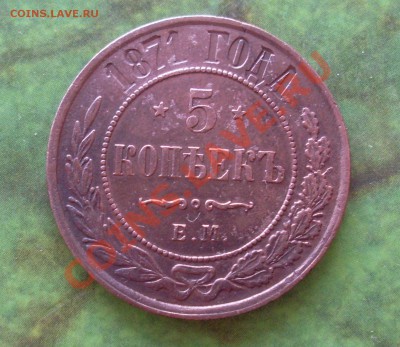 COINS.LAVE.RU
1871 ГОДА
5
КОПѢЕКЪ
Е.М.
COINS.LAVE.RU